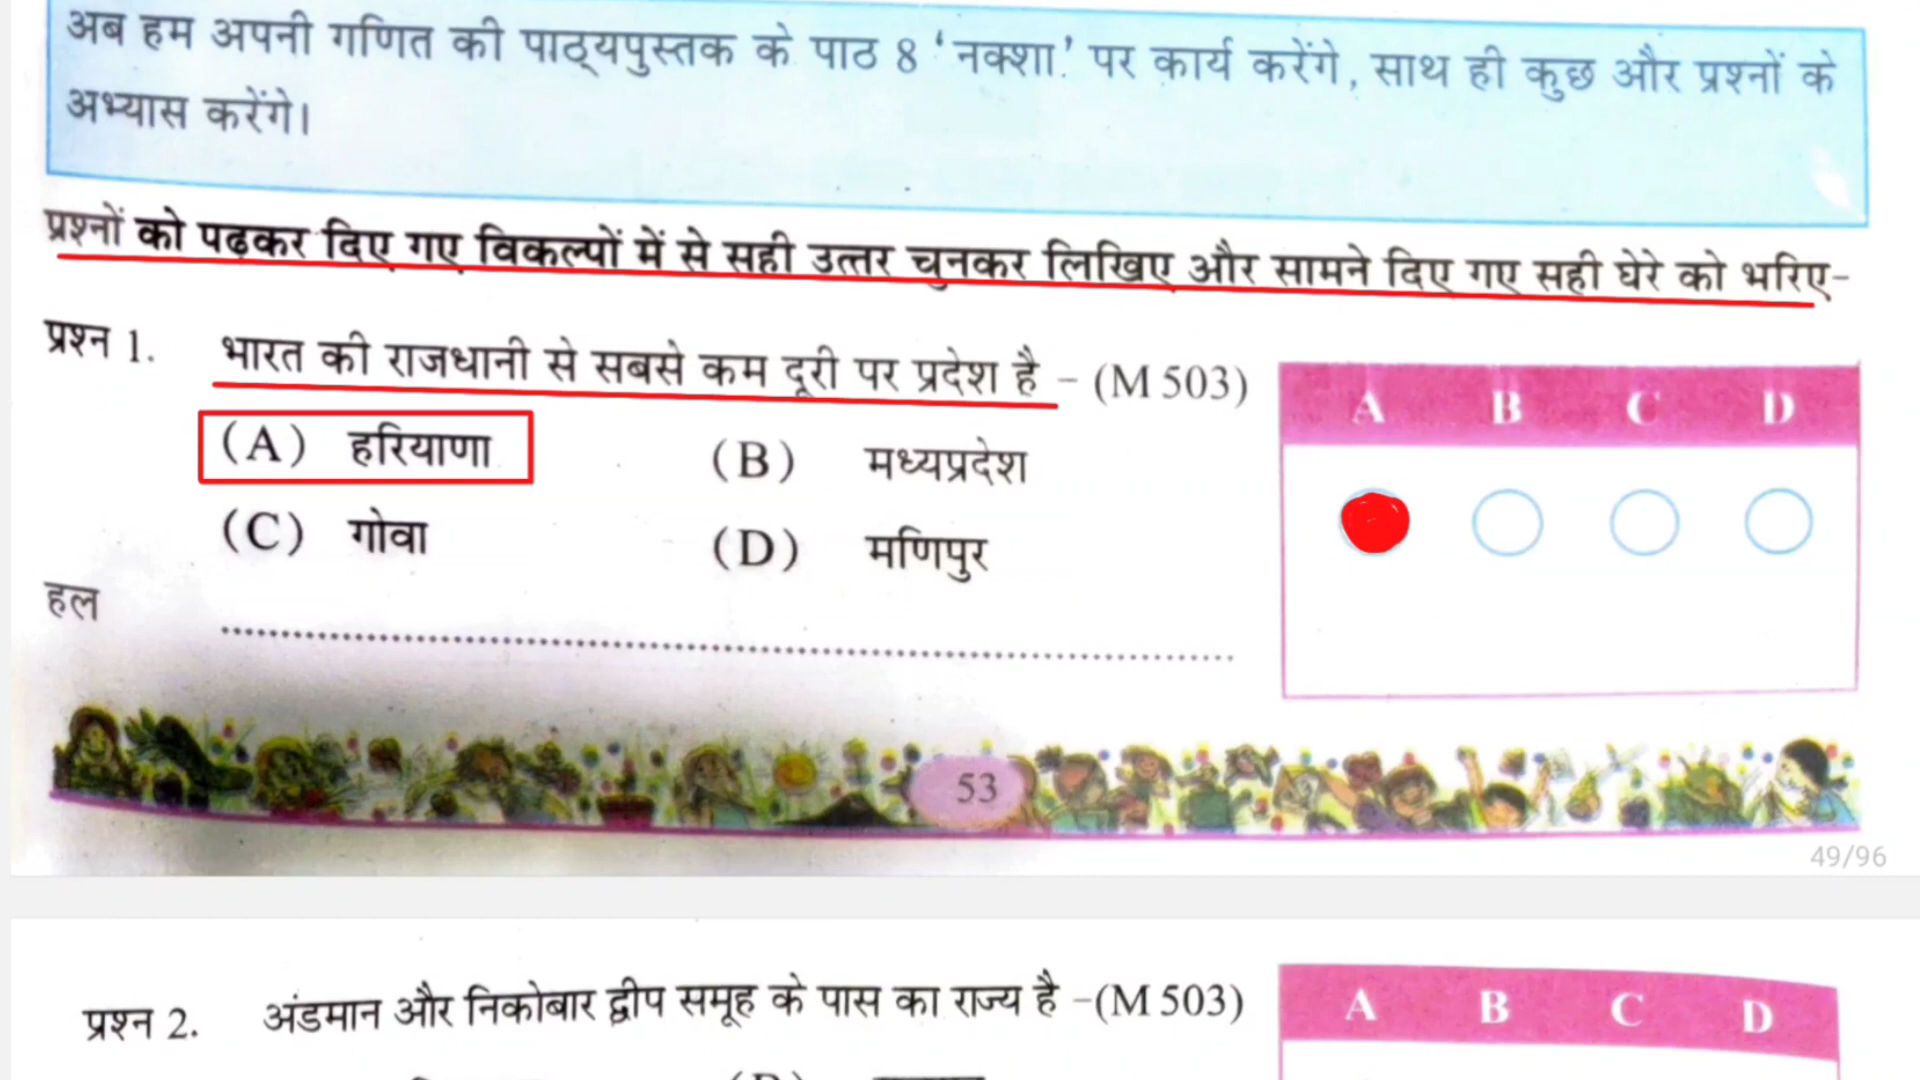 अब हम अपनी गणित की पाठ्यपुस्तक के पाठ 8 ‘नक्शा’ पर कार्य करेंगे, साथ ही कुछ और प्रश्नों के
अभ्यास करेंगे।
प्रश्नों को पढ़कर दिए गए विकल्पों में से सही उत्तर चुनकर लिखिए और सामने दिए गए सही घेरे को भरिए-
प्रश्न 1. भारत की राजधानी से सबसे कम दूरी पर प्रदेश है – (M 503)
A B C D
(A) हरियाणा (B) मध्यप्रदेश
(C) गोवा (D) मणिपुर
हल ....................
53
49/96
प्रश्न 2. अंडमान और निकोबार द्वीप समूह के पास का राज्य है –(M 503)
A B C D